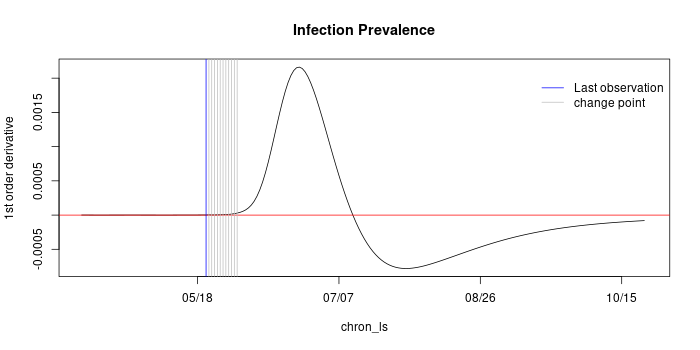 Infection Prevalence
1st order derivative
0.0015
0.0005
-0.0005
Last observation
change point
05/18
07/07
08/26
10/15
chron_ls